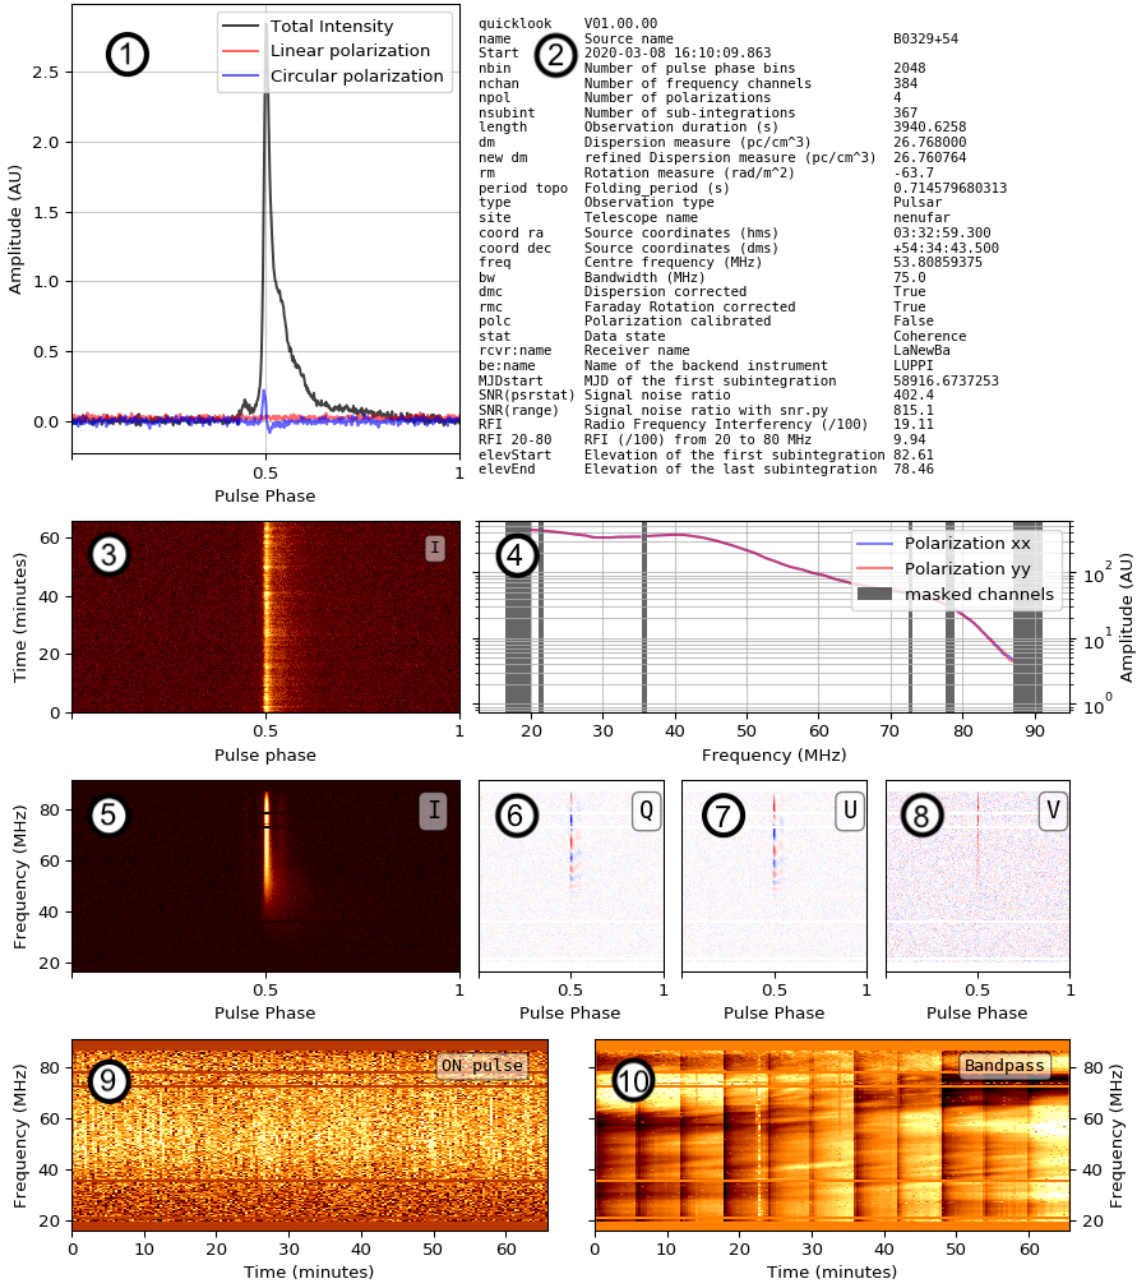 1
Total Intensity
Linear polarization
Circular polarization
2.5
2.0
1.5
1.0
0.5
0.0
Amplitude (AU)
0.5 1
Pulse Phase
2
quicklook V01.00.00
name Source name B0329+54
Start 2020-03-08 16:10:09.863
nbin Number of pulse phase bins 2048
nchan Number of frequency channels 384
npol Number of polarizations 4
nsubint Number of sub-integrations 367
length Observation duration (s) 3940.6258
dm Dispersion measure (pc/cm^3) 26.768000
new dm refined Dispersion measure (pc/cm^3) 26.760764
rm Rotation measure (rad/m^2) -63.7
period topo Folding_period (s) 0.714579680313
type Observation type Pulsar
site Telescope name nenufar
coord ra Source coordinates (hms) 03:32:59.300
coord dec Source coordinates (dms) +54:34:43.500
freq Centre frequency (MHz) 53.80859375
bw Bandwidth (MHz) 75.0
dmc Dispersion corrected True
rmc Faraday Rotation corrected True
polc Polarization calibrated False
stat Data state Coherence
rcvr:name Receiver name LaNewBa
be:name Name of the backend instrument LUPPI
MJDstart MJD of the first subintegration 58916.6737253
SNR(psrstat) Signal noise ratio 402.4
SNR(range) Signal noise ratio with snr.py 815.1
RFI Radio Frequency Interferency (/100) 19.11
RFI 20-80 RFI (/100) from 20 to 80 MHz 9.94
elevStart Elevation of the first subintegration 82.61
elevEnd Elevation of the last subintegration 78.46
3
I
60
40
20
0
Time (minutes)
0.5 1
Pulse phase
4
Polarization xx
Polarization yy
masked channels
10^2
10^1
10^0
Amplitude (AU)
20 30 40 50 60 70 80 90
Frequency (MHz)
5
I
80
60
40
20
Frequency (MHz)
0.5 1
Pulse Phase
6
Q
0.5 1
Pulse Phase
7
U
0.5 1
Pulse Phase
8
V
0.5 1
Pulse Phase
9
ON pulse
80
60
40
20
Frequency (MHz)
0 10 20 30 40 50 60
Time (minutes)
10
Bandpass
80
60
40
20
Frequency (MHz)
0 10 20 30 40 50 60
Time (minutes)